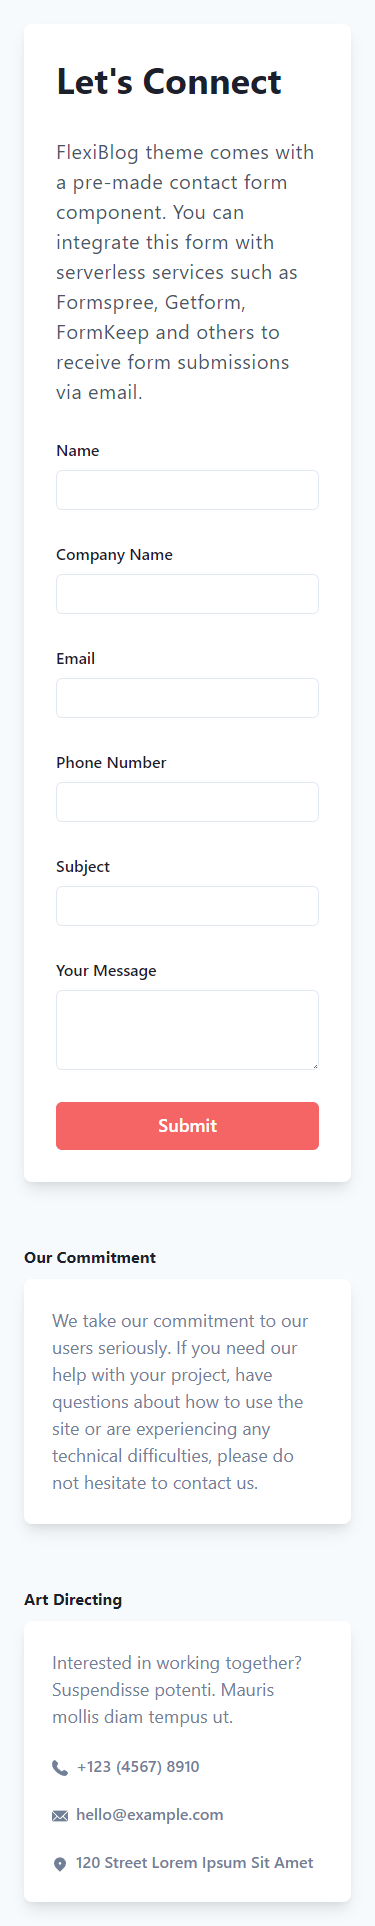 Let's Connect
FlexiBlog theme comes with
a pre-made contact form
component. You can
integrate this form with
serverless services such as
Formspree, Getform,
FormKeep and others to
receive form submissions
via email.
Name
Company Name
Email
Phone Number
Subject
Your Message
Submit
Our Commitment
We take our commitment to our
users seriously. If you need our
help with your project, have
questions about how to use the
site or are experiencing any
technical difficulties, please do
not hesitate to contact us.
Art Directing
Interested in working together?
Suspendisse potenti. Mauris
mollis diam tempus ut.
+123 (4567) 8910
hello@example.com
120 Street Lorem Ipsum Sit Amet